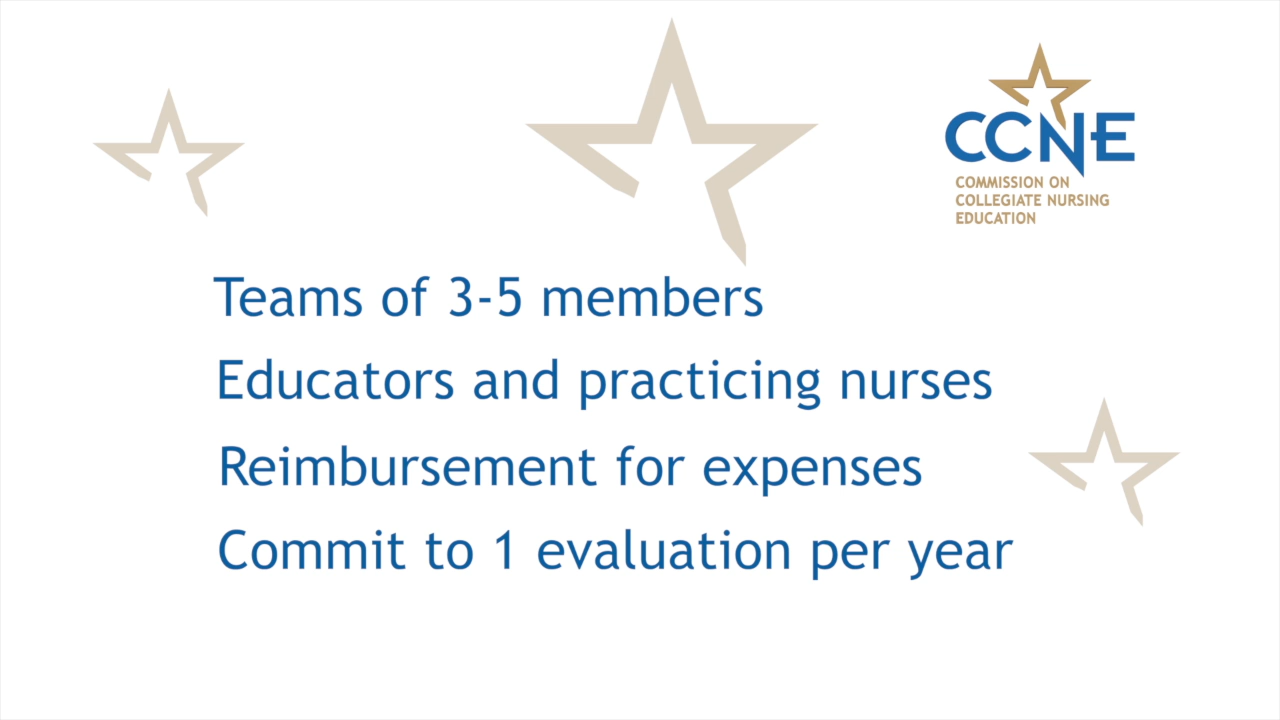 CCNE
COMMISSION ON
COLLEGIATE NURSING
EDUCATION
Teams of 3-5 members
Educators and practicing nurses
Reimbursement for expenses
Commit to 1 evaluation per year